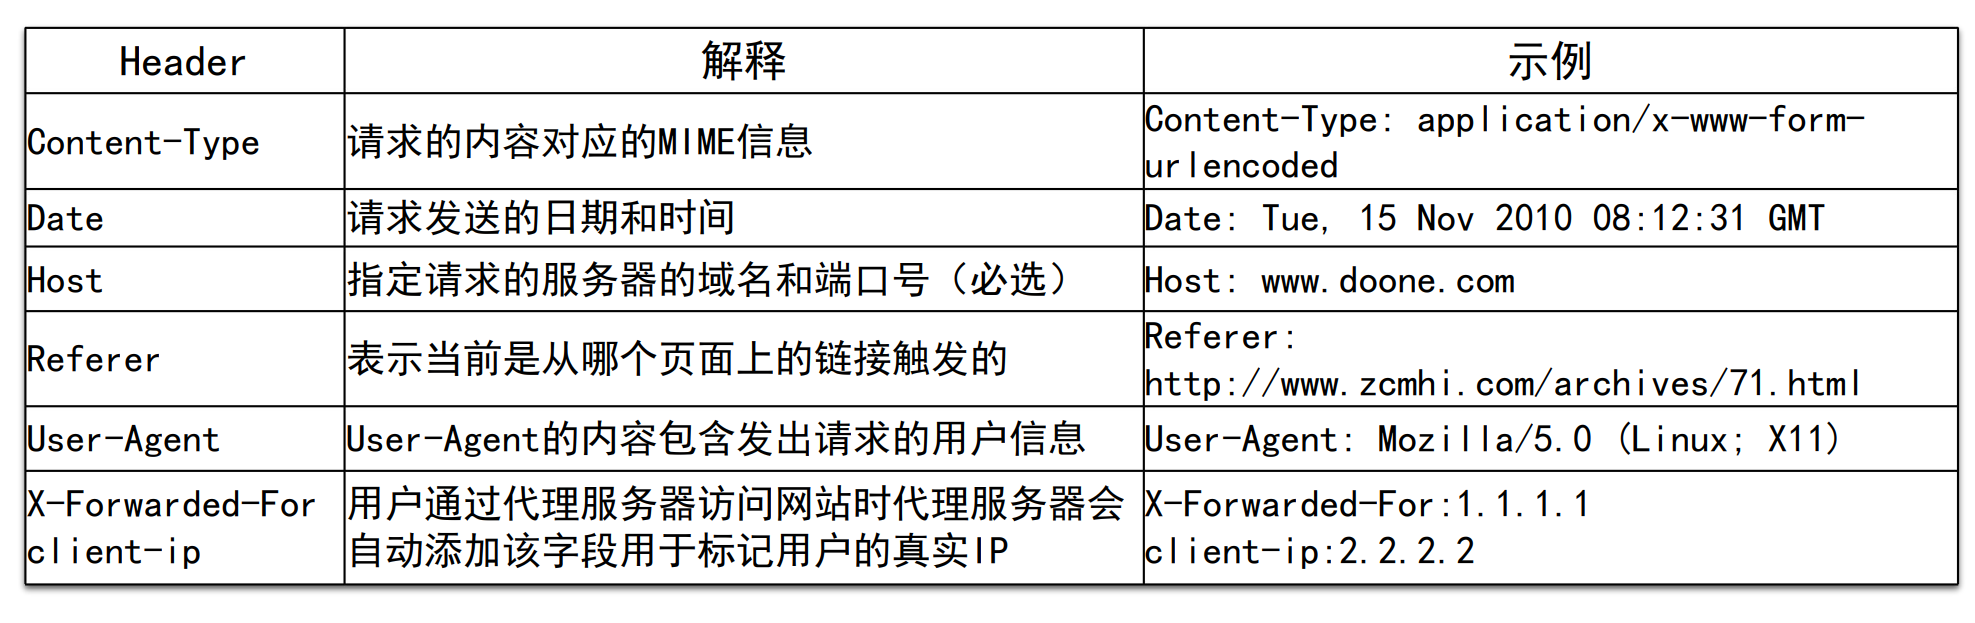 Header 解释 示例
Content-Type 请求的内容对应的MIME信息 Content-Type: application/x-www-form-
urlencoded
Date 请求发送的日期和时间 Date: Tue, 15 Nov 2010 08:12:31 GMT
Host 指定请求的服务器的域名和端口号（必选） Host: www.doone.com
Referer 表示当前是从哪个页面上的链接触发的 Referer:
http://www.zcmhi.com/archives/71.html
User-Agent User-Agent的内容包含发出请求的用户信息 User-Agent: Mozilla/5.0 (Linux; X11)
X-Forwarded-For 用户通过代理服务器访问网站时代理服务器会 X-Forwarded-For:1.1.1.1
client-ip 自动添加该字段用于标记用户的真实IP client-ip:2.2.2.2